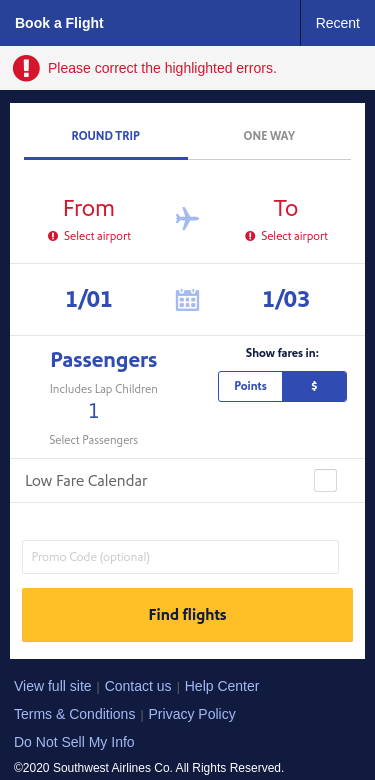 Book a Flight Recent
Please correct the highlighted errors.
ROUND TRIP ONE WAY
From To
Select airport Select airport
1/01 1/03
Passengers Show fares in:
Includes Lap Children Points $
1
Select Passengers
Low Fare Calendar
Promo Code (optional)
Find flights
View full site | Contact us | Help Center
Terms & Conditions | Privacy Policy
Do Not Sell My Info
©2020 Southwest Airlines Co. All Rights Reserved.